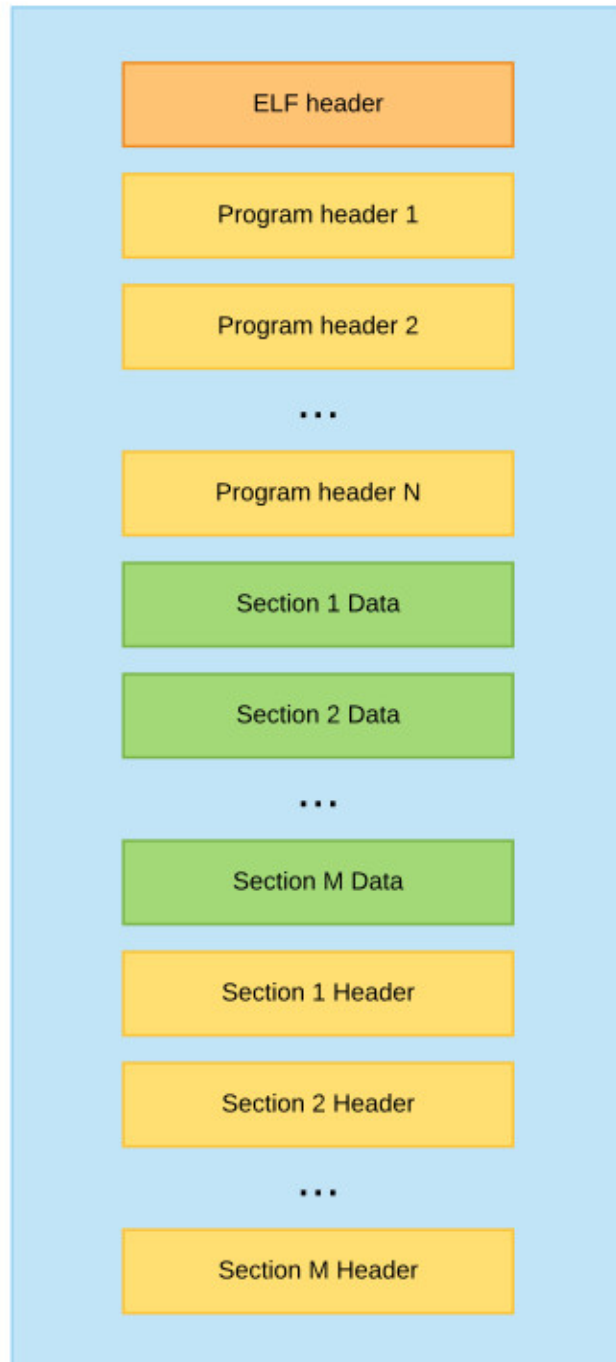 ELF header
Program header 1
Program header 2
...
Program header N
Section 1 Data
Section 2 Data
...
Section M Data
Section 1 Header
Section 2 Header
...
Section M Header